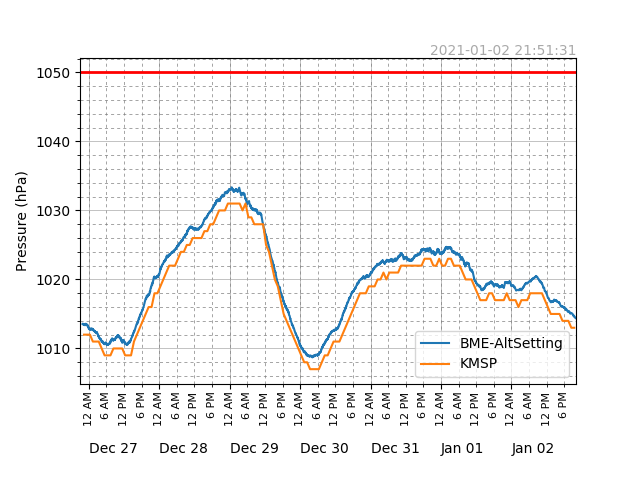 2021-01-02 21:51:31
Pressure (hPa)
1050
1040
1030
1020
1010
BME-AltSetting
KMSP
12 AM 6 AM 12 PM 6 PM 12 AM 6 AM 12 PM 6 PM 12 AM 6 AM 12 PM 6 PM 12 AM 6 AM 12 PM 6 PM 12 AM 6 AM 12 PM 6 PM 12 AM 6 AM 12 PM 6 PM 12 AM 6 AM 12 PM 6 PM
Dec 27 Dec 28 Dec 29 Dec 30 Dec 31 Jan 01 Jan 02